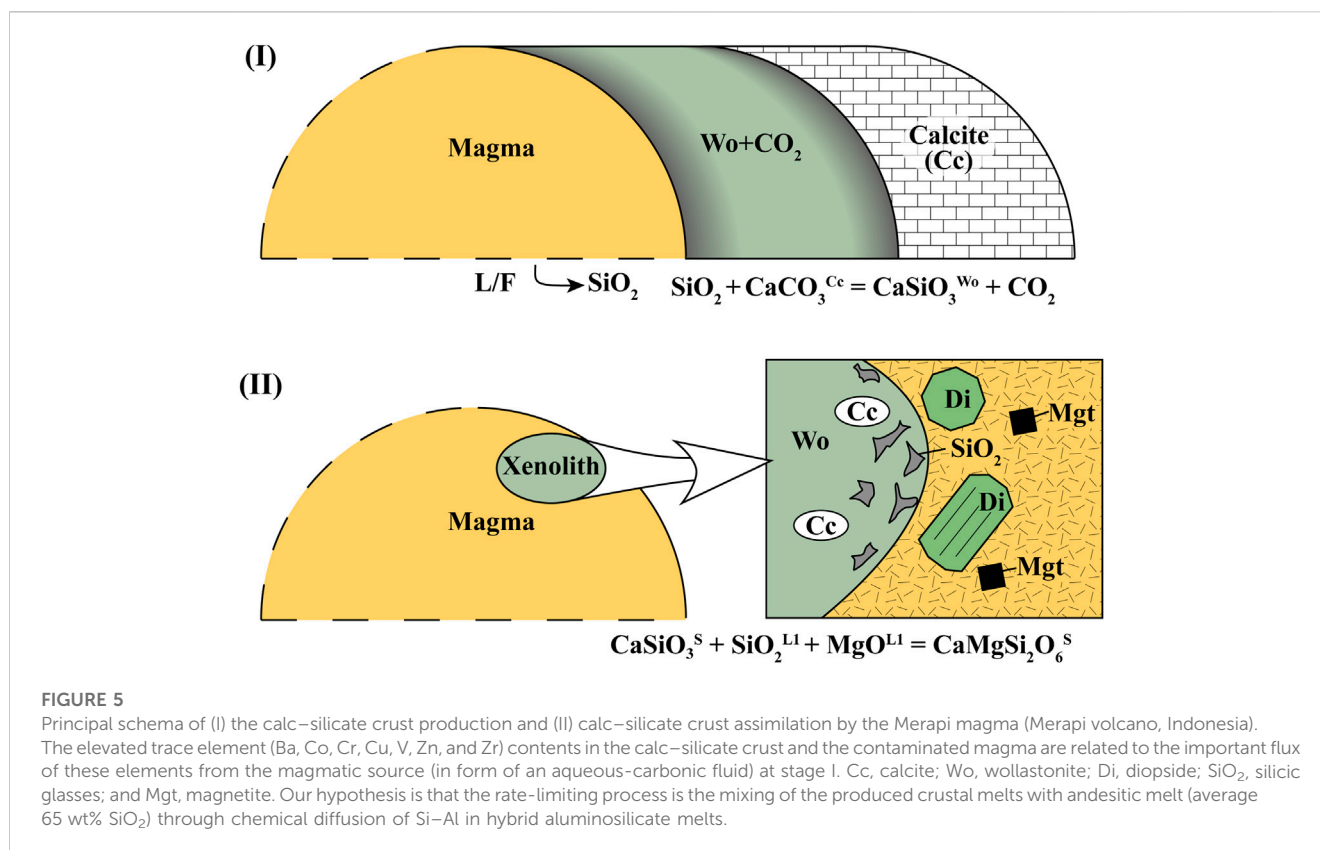 (I)
Magma
Wo+CO₂
Calcite
(Cc)
L/F
SiO₂
SiO₂ + CaCO₃ᶜᶜ = CaSiO₃ᵂᵒ + CO₂
(II)
Xenolith
Magma
Wo
Cc
Cc
Di
Mgt
SiO₂
Di
Mgt
CaSiO₃ˢ + SiO₂ᴸ¹ + MgOᴸ¹ = CaMgSi₂O₆ˢ
FIGURE 5
Principal schema of (I) the calc–silicate crust production and (II) calc–silicate crust assimilation by the Merapi magma (Merapi volcano, Indonesia).
The elevated trace element (Ba, Co, Cr, Cu, V, Zn, and Zr) contents in the calc–silicate crust and the contaminated magma are related to the important flux
of these elements from the magmatic source (in form of an aqueous-carbonic fluid) at stage I. Cc, calcite; Wo, wollastonite; Di, diopside; SiO₂, silicic
glasses; and Mgt, magnetite. Our hypothesis is that the rate-limiting process is the mixing of the produced crustal melts with andesitic melt (average
65 wt% SiO₂) through chemical diffusion of Si–Al in hybrid aluminosilicate melts.